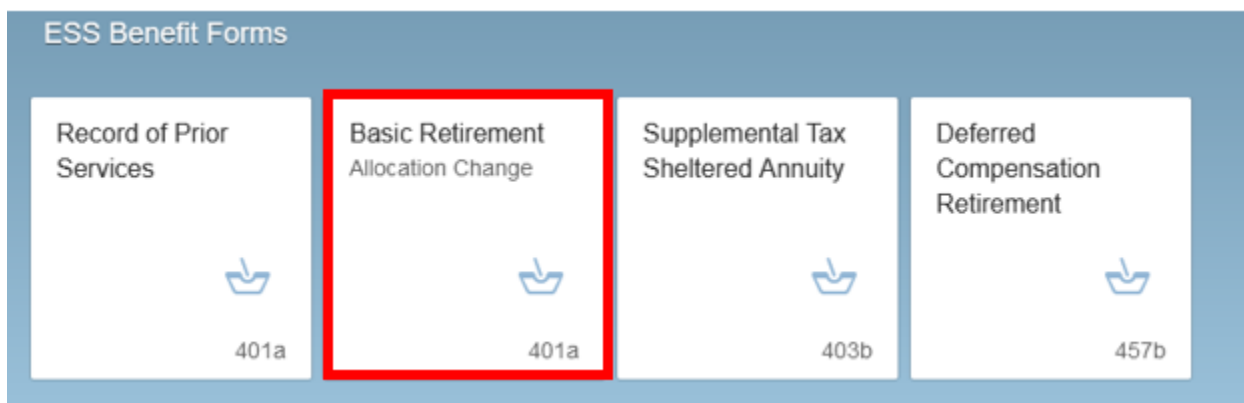 ESS Benefit Forms
Record of Prior
Services
401a
Basic Retirement
Allocation Change
401a
Supplemental Tax
Sheltered Annuity
403b
Deferred
Compensation
Retirement
457b